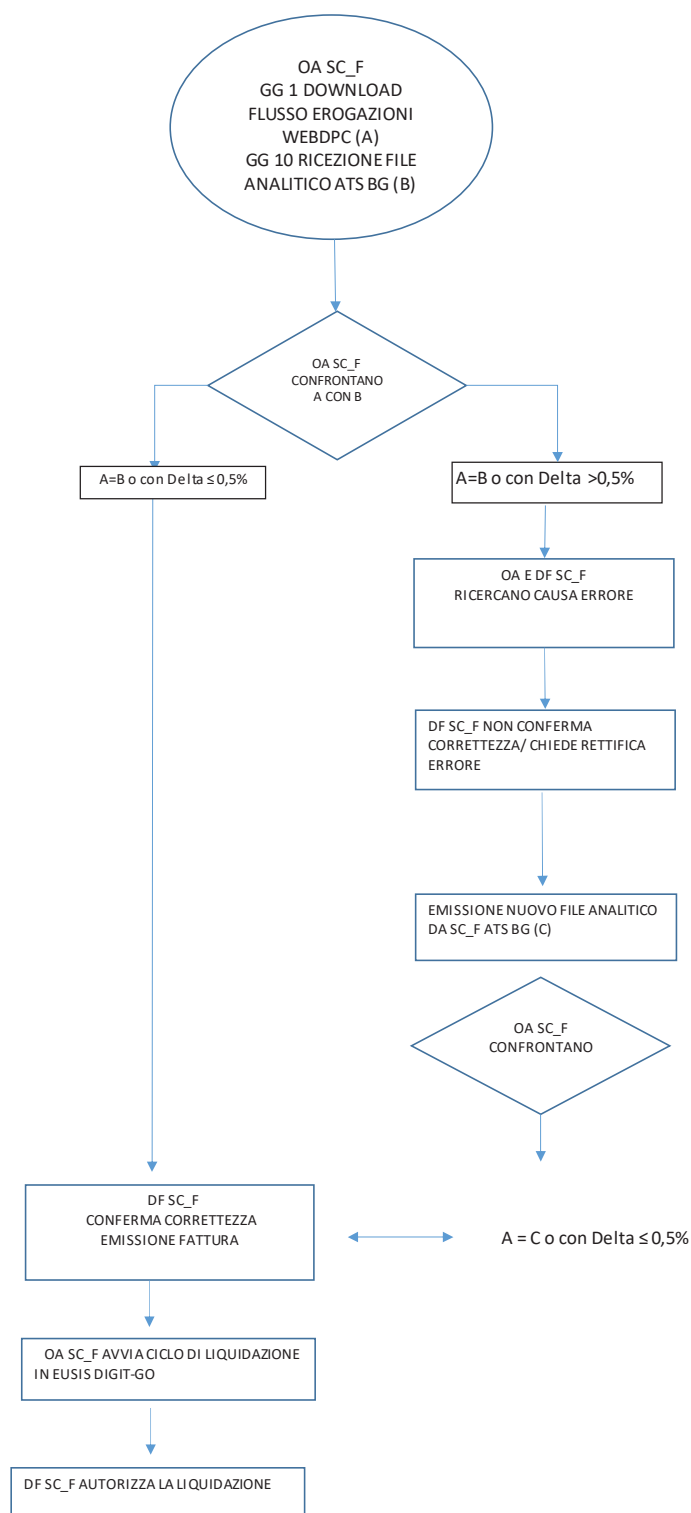 OA SC_F
GG 1 DOWNLOAD
FLUSSO EROGAZIONI
WEBDPC (A)
GG 10 RICEZIONE FILE
ANALITICO ATS BG (B)
OA SC_F
CONFRONTANO
A CON B
A=B o con Delta ≤ 0,5%
A=B o con Delta >0,5%
OA E DF SC_F
RICERCANO CAUSA ERRORE
DF SC_F NON CONFERMA
CORRETTEZZA/ CHIEDE RETTIFICA
ERRORE
EMISSIONE NUOVO FILE ANALITICO
DA SC_F ATS BG (C)
OA SC_F
CONFRONTANO
DF SC_F
CONFERMA CORRETTEZZA
EMISSIONE FATTURA
A = C o con Delta ≤ 0,5%
OA SC_F AVVIA CICLO DI LIQUIDAZIONE
IN EUSIS DIGIT-GO
DF SC_F AUTORIZZA LA LIQUIDAZIONE